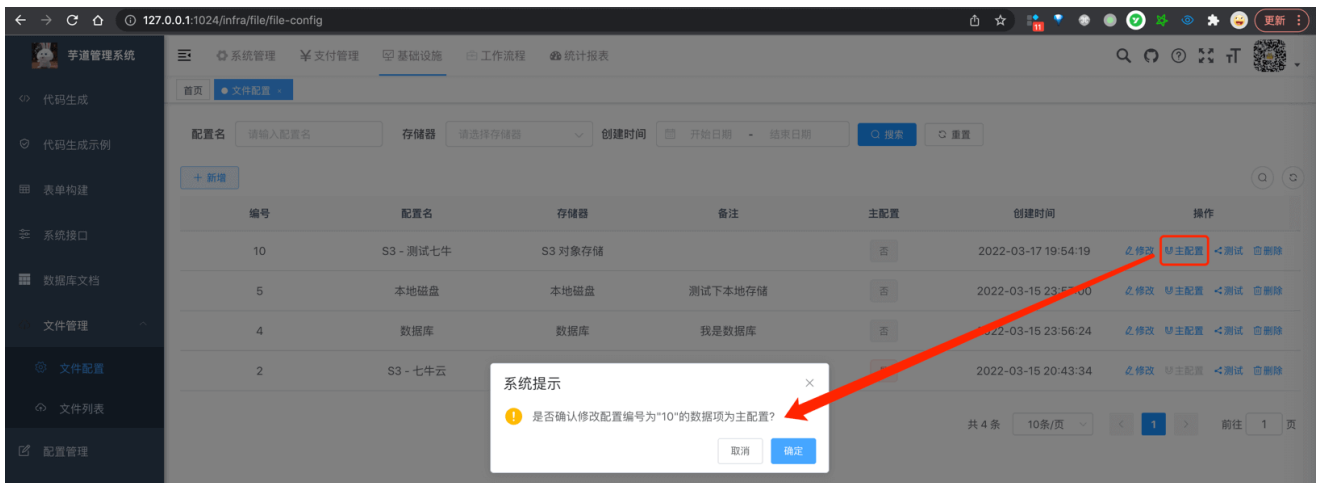 127.0.0.1:1024/infra/file/file-config
11
更新
芋道管理系统
系统管理 支付管理 基础设施 工作流程 统计报表
首页 文件配置 ×
代码生成
代码生成示例
表单构建
系统接口
数据库文档
文件管理
文件配置
文件列表
配置管理
配置名 请输入配置名 存储器 请选择存储器 创建时间 开始日期 - 结束日期 搜索 重置
+ 新增
编号 配置名 存储器 备注 主配置 创建时间 操作
10 S3 - 测试七牛 S3 对象存储 否 2022-03-17 19:54:19 修改 主配置 测试 删除
5 本地磁盘 本地磁盘 测试下本地存储 否 2022-03-15 23:57:00 修改 主配置 测试 删除
4 数据库 数据库 我是数据库 否 2022-03-15 23:56:24 修改 主配置 测试 删除
2 S3 - 七牛云 2022-03-15 20:43:34 修改 主配置 测试 删除
系统提示
是否确认修改配置编号为"10"的数据项为主配置?
取消 确定
共 4 条 10条/页 1 前往 1 页